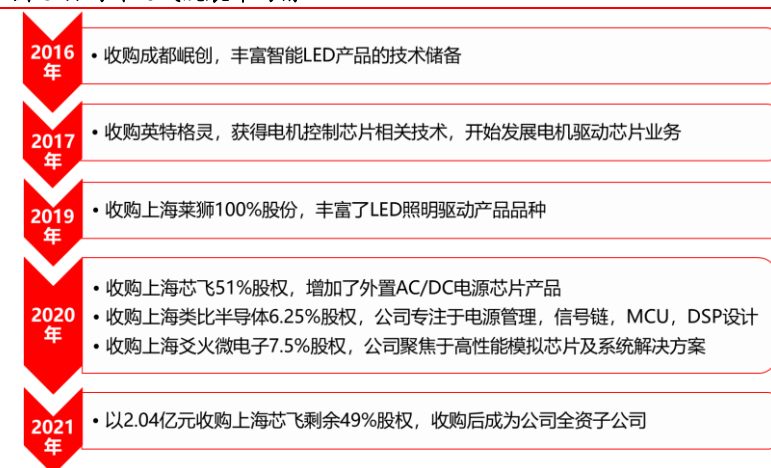 2016
年
• 收购成都岷创，丰富智能LED产品的技术储备
2017
年
• 收购英特格灵，获得电机控制芯片相关技术，开始发展电机驱动芯片业务
2019
年
• 收购上海莱狮100%股份，丰富了LED照明驱动产品品种
2020
年
• 收购上海芯飞51%股权，增加了外置AC/DC电源芯片产品
• 收购上海类比半导体6.25%股权，公司专注于电源管理，信号链，MCU，DSP设计
• 收购上海爻火微电子7.5%股权，公司聚焦于高性能模拟芯片及系统解决方案
2021
年
• 以2.04亿元收购上海芯飞剩余49%股权，收购后成为公司全资子公司